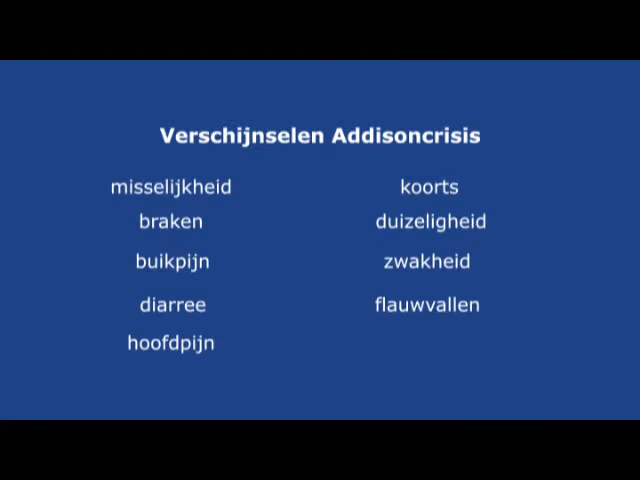 Verschijnselen Addisoncrisis
misselijkheid
braken
buikpijn
diarree
hoofdpijn
koorts
duizeligheid
zwakheid
flauwvallen